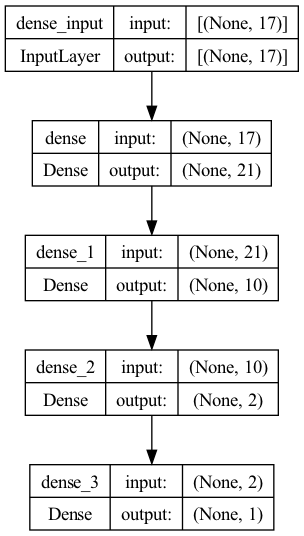 dense_input input: [(None, 17)]
InputLayer output: [(None, 17)]
dense input: (None, 17)
Dense output: (None, 21)
dense_1 input: (None, 21)
Dense output: (None, 10)
dense_2 input: (None, 10)
Dense output: (None, 2)
dense_3 input: (None, 2)
Dense output: (None, 1)